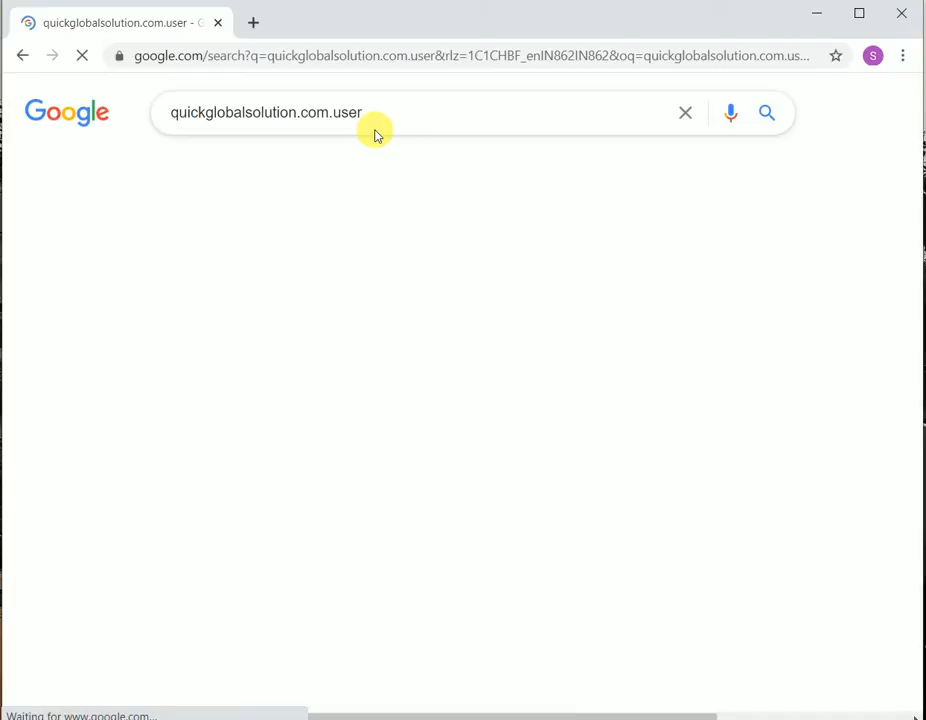 quickglobalsolution.com.user - G
google.com/search?q=quickglobalsolution.com.user&rlz=1C1CHBF_enIN862IN862&oq=quickglobalsolution.com.us...
S
Google
quickglobalsolution.com.user
Waiting for www.google.com...